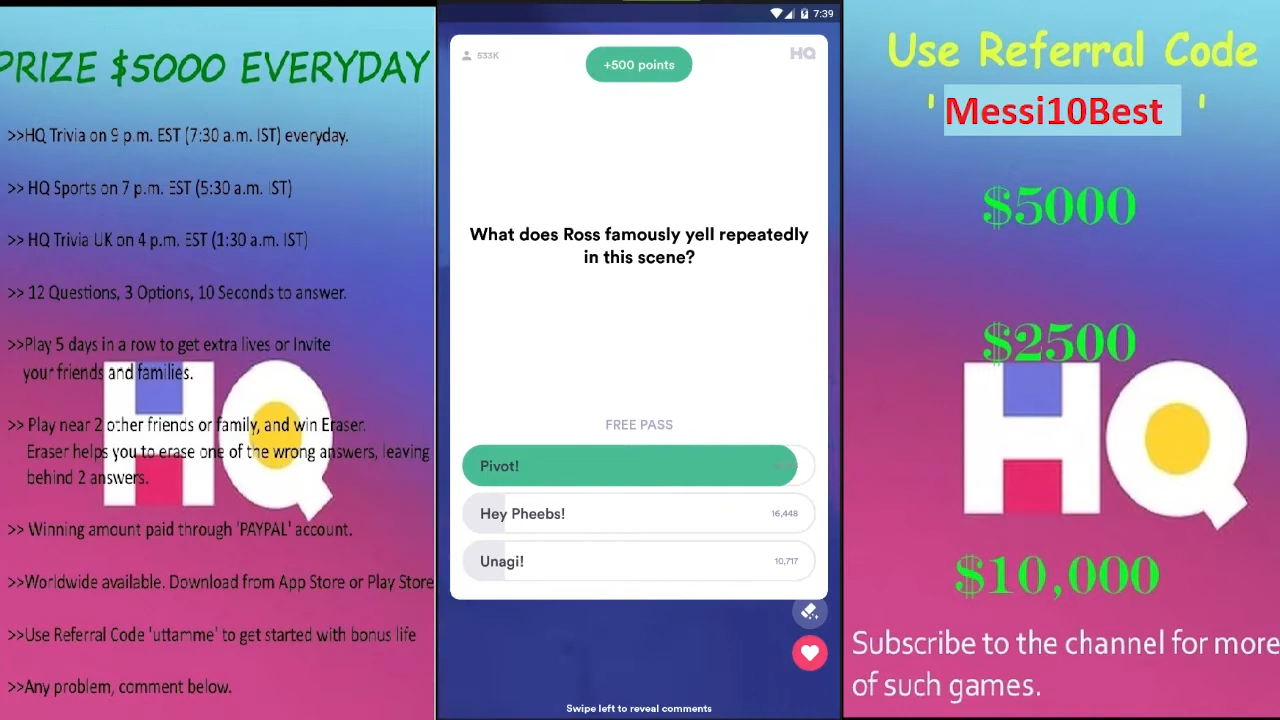 PRIZE $5000 EVERYDAY
>>HQ Trivia on 9 p.m. EST (7:30 a.m. IST) everyday.
>> HQ Sports on 7 p.m. EST (5:30 a.m. IST)
>> HQ Trivia UK on 4 p.m. EST (1:30 a.m. IST)
>> 12 Questions, 3 Options, 10 Seconds to answer.
>>Play 5 days in a row to get extra lives or Invite
your friends and families.
>> Play near 2 other friends or family, and win Eraser.
Eraser helps you to erase one of the wrong answers, leaving
behind 2 answers.
>> Winning amount paid through 'PAYPAL' account.
>>Worldwide available. Download from App Store or Play Store
>>Use Referral Code 'uttamme' to get started with bonus life
>>Any problem, comment below.
HQ
7:39
533K
+500 points
HQ
What does Ross famously yell repeatedly
in this scene?
FREE PASS
Pivot!
Hey Pheebs!
16,448
Unagi!
10,717
Swipe left to reveal comments
Use Referral Code
' Messi10Best '
$5000
$2500
HQ
$10,000
Subscribe to the channel for more
of such games.